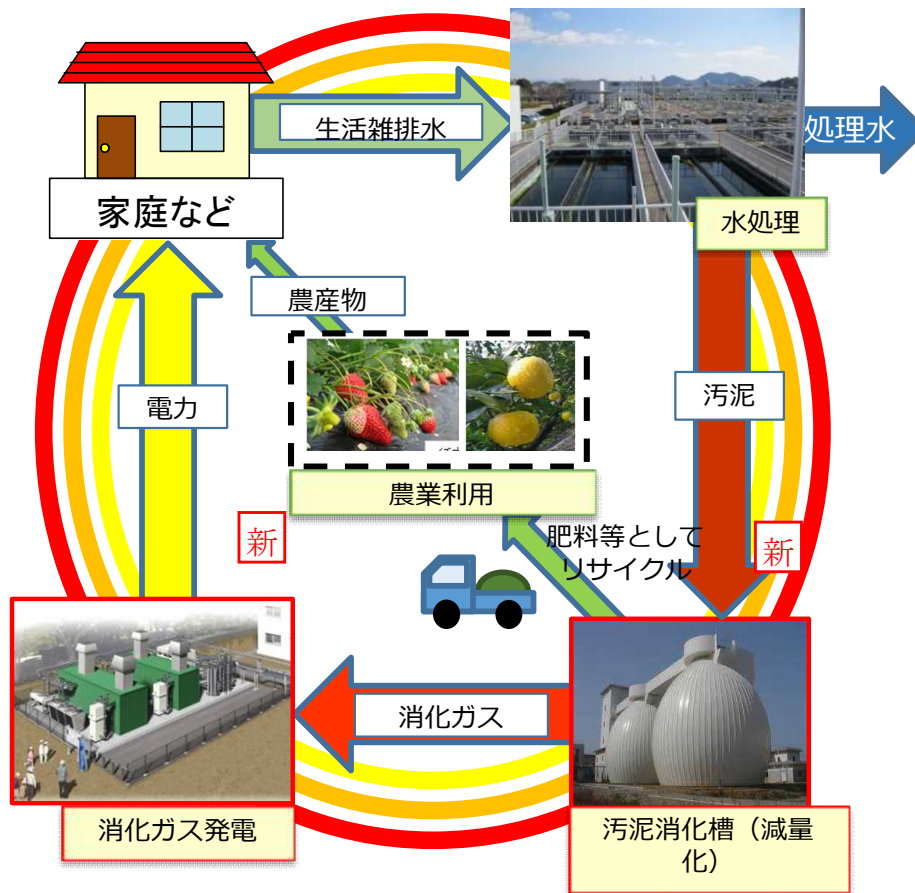 生活雑排水
処理水
家庭など
水処理
農産物
電力
汚泥
農業利用
新
肥料等として
リサイクル
新
消化ガス
消化ガス発電
汚泥消化槽（減量
化）